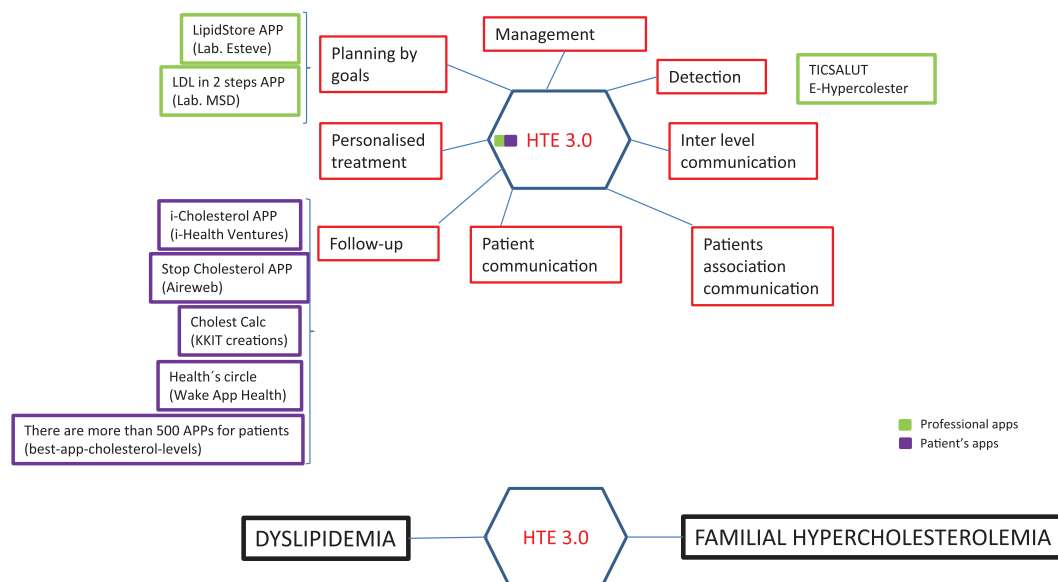 LipidStore APP
(Lab. Esteve)
LDL in 2 steps APP
(Lab. MSD)
Planning by
goals
Management
Detection
TICSALUT
E-Hypercolester
Personalised
treatment
HTE 3.0
Inter level
communication
i-Cholesterol APP
(i-Health Ventures)
Follow-up
Patient
communication
Patients
association
communication
Stop Cholesterol APP
(Aireweb)
Cholest Calc
(KKIT creations)
Health´s circle
(Wake App Health)
There are more than 500 APPs for patients
(best-app-cholesterol-levels)
Professional apps
Patient’s apps
DYSLIPIDEMIA
HTE 3.0
FAMILIAL HYPERCHOLESTEROLEMIA